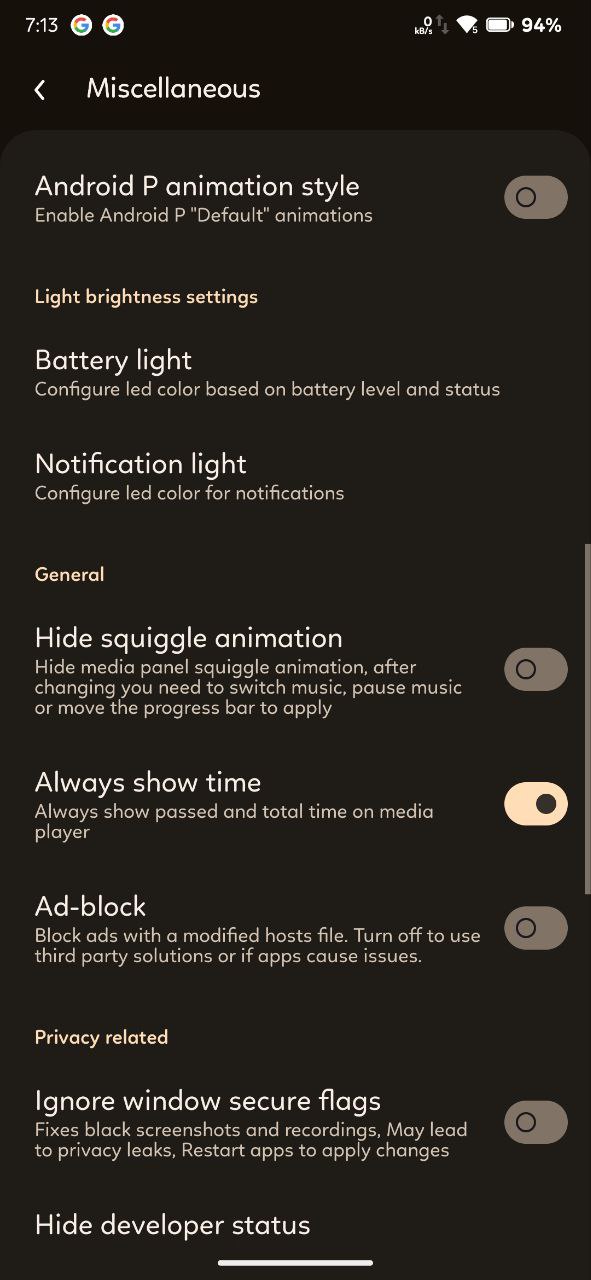 7:13 G G 0 kB/s 5 94%
Miscellaneous
Android P animation style
Enable Android P "Default" animations
Light brightness settings
Battery light
Configure led color based on battery level and status
Notification light
Configure led color for notifications
General
Hide squiggle animation
Hide media panel squiggle animation, after
changing you need to switch music, pause music
or move the progress bar to apply
Always show time
Always show passed and total time on media
player
Ad-block
Block ads with a modified hosts file. Turn off to use
third party solutions or if apps cause issues.
Privacy related
Ignore window secure flags
Fixes black screenshots and recordings, May lead
to privacy leaks, Restart apps to apply changes
Hide developer status